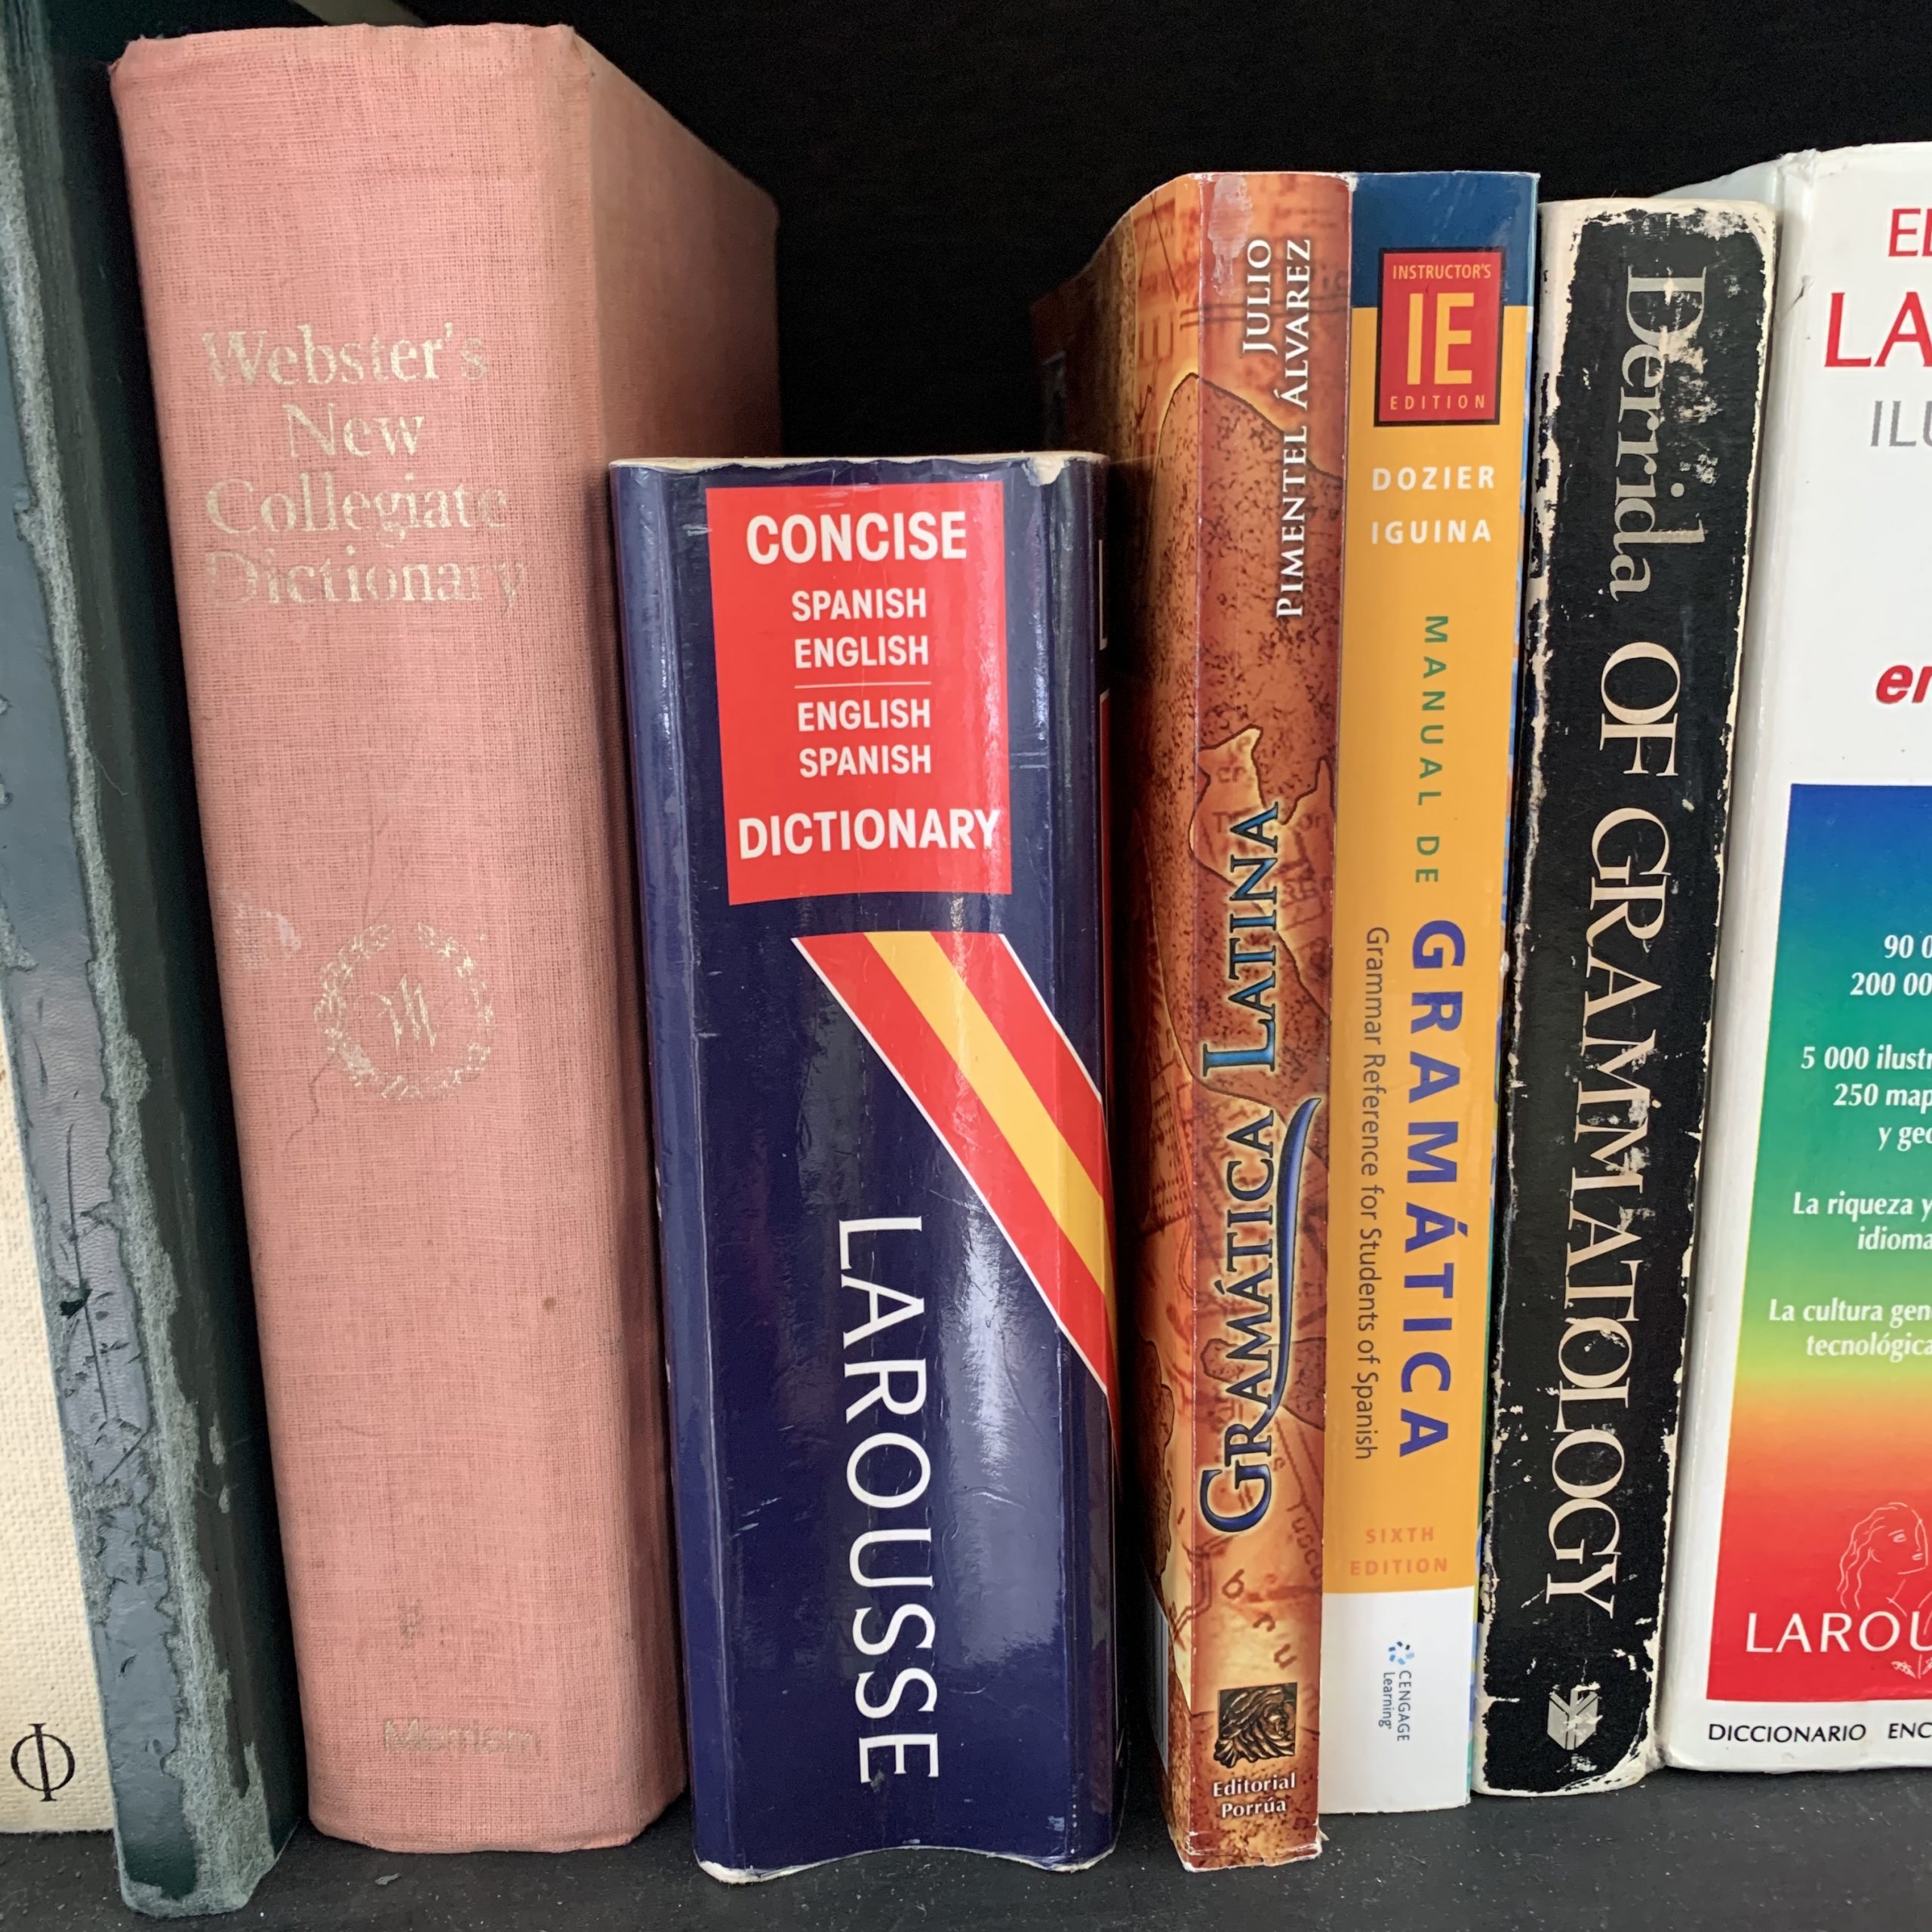 Φ
Webster's
New
Collegiate
Dictionary
M
Merriam
CONCISE
SPANISH
ENGLISH
ENGLISH
SPANISH
DICTIONARY
LAROUSSE
JULIO
PIMENTEL ÁLVAREZ
GRAMÁTICA LATINA
Editorial
Porrúa
INSTRUCTOR'S
IE
EDITION
DOZIER
IGUINA
MANUAL DE GRAMÁTICA
Grammar Reference for Students of Spanish
SIXTH
EDITION
CENGAGE
Learning
Derrida OF GRAMMATOLOGY
EL
LA
ILU
en
90 0
200 00
5 000 ilust
250 map
y geo
La riqueza y
idioma
La cultura gen
tecnológica
LAROU
DICCIONARIO ENC